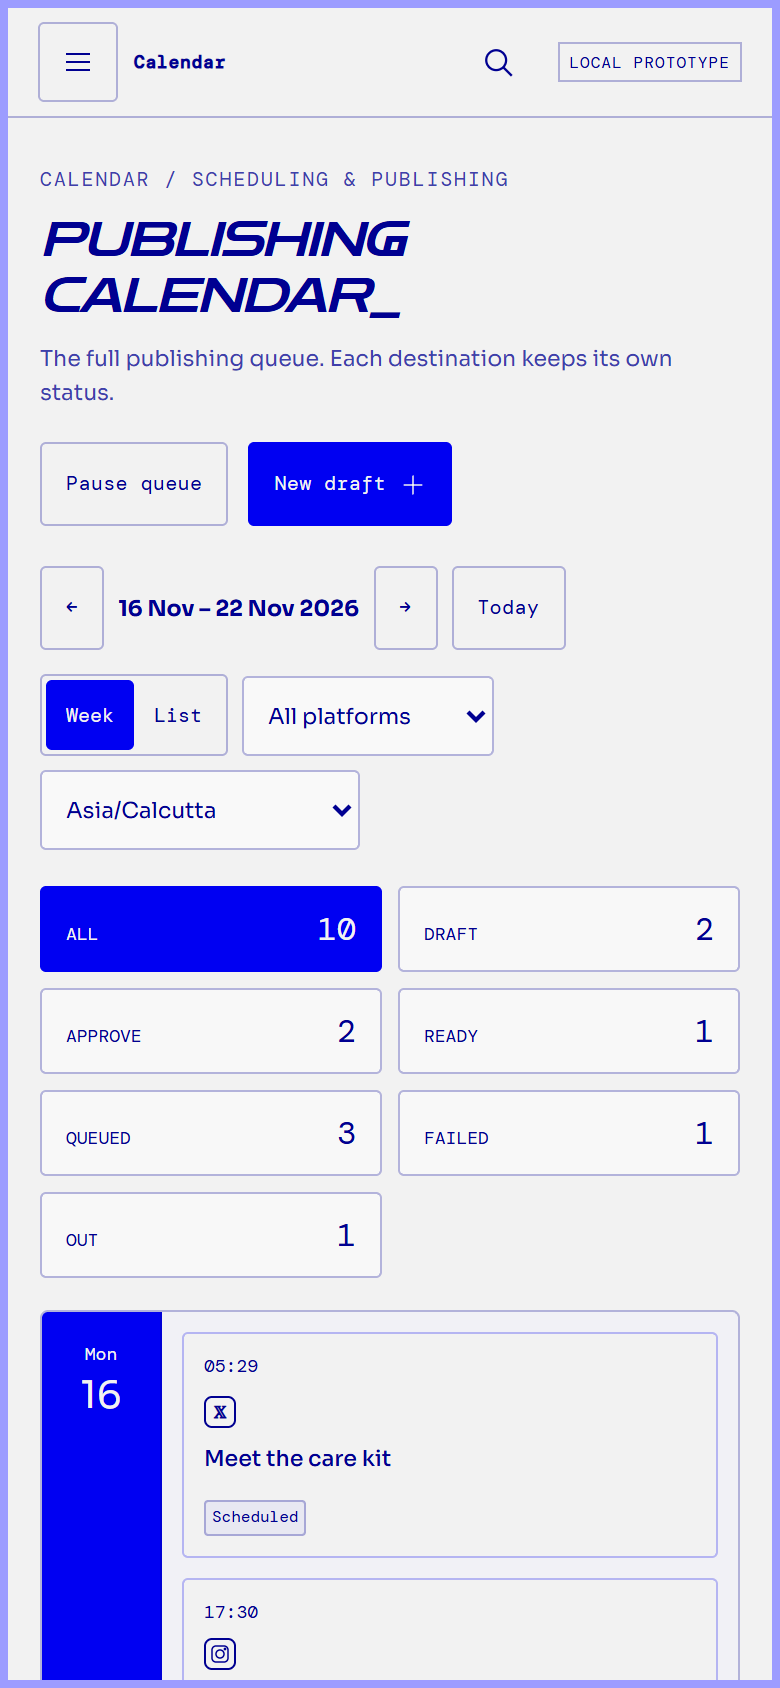 Calendar
LOCAL PROTOTYPE
CALENDAR / SCHEDULING & PUBLISHING
PUBLISHING
CALENDAR_
The full publishing queue. Each destination keeps its own
status.
Pause queue
New draft +
← 16 Nov – 22 Nov 2026 → Today
Week List All platforms
Asia/Calcutta
ALL 10
DRAFT 2
APPROVE 2
READY 1
QUEUED 3
FAILED 1
OUT 1
Mon
16
05:29
X
Meet the care kit
Scheduled
17:30